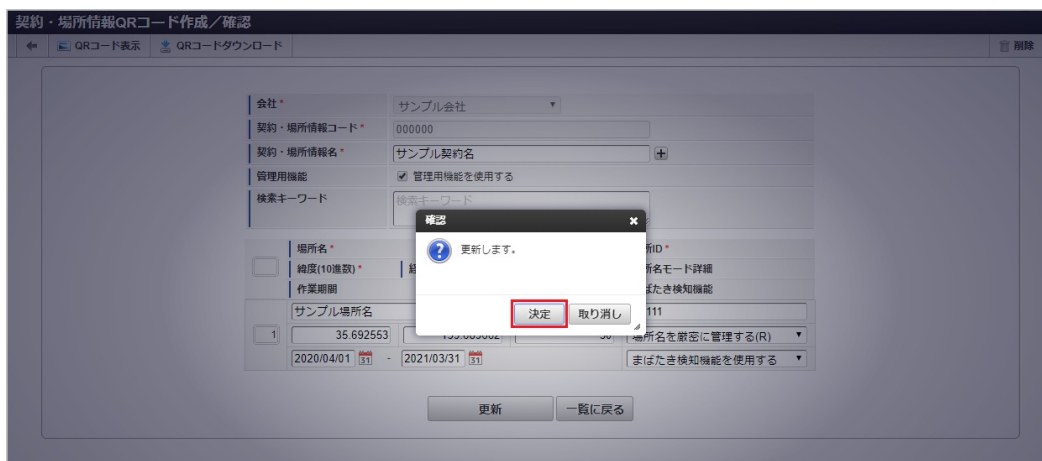 契約・場所情報QRコード作成／確認
QRコード表示 QRコードダウンロード 削除
会社* サンプル会社
契約・場所情報コード* 000000
契約・場所情報名* サンプル契約名
管理用機能 管理用機能を使用する
検索キーワード 検索キーワード
確認
更新します。
決定 取り消し
場所名* 所ID*
緯度(10進数)* 所名モード詳細
作業期間 ばたき検知機能
サンプル場所名 111
1 35.692553 場所名を厳密に管理する(R)
2020/04/01 31 - 2021/03/31 31 まばたき検知機能を使用する
更新 一覧に戻る